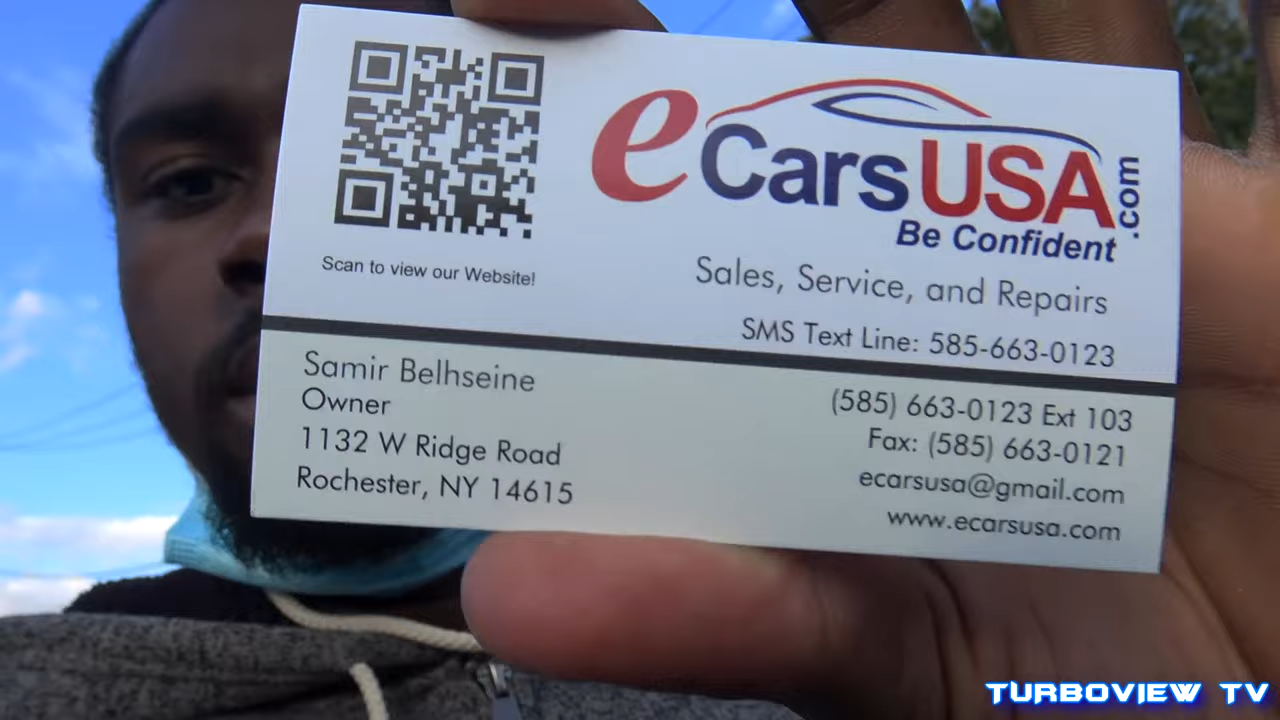 eCarsUSA.com
Be Confident
Sales, Service, and Repairs
SMS Text Line: 585-663-0123
Scan to view our Website!
Samir Belhseine
Owner
1132 W Ridge Road
Rochester, NY 14615
(585) 663-0123 Ext 103
Fax: (585) 663-0121
ecarsusa@gmail.com
www.ecarsusa.com
TURBOVIEW TV